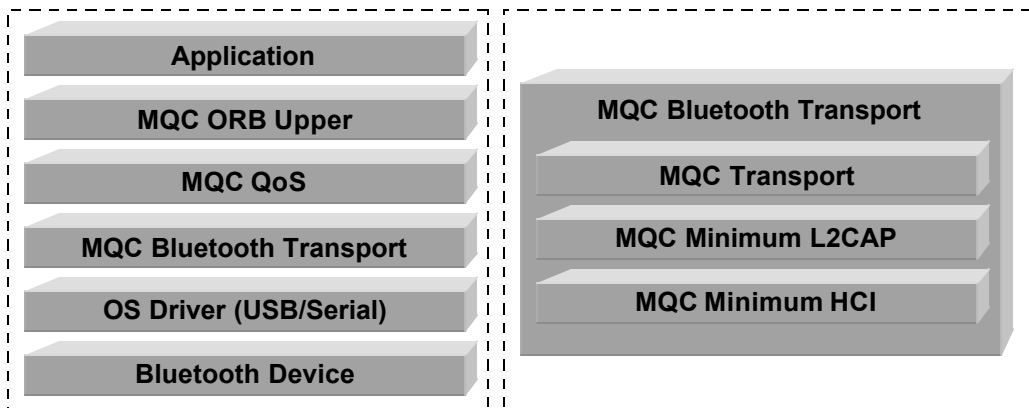 Application
MQC ORB Upper
MQC QoS
MQC Bluetooth Transport
OS Driver (USB/Serial)
Bluetooth Device
MQC Bluetooth Transport
MQC Transport
MQC Minimum L2CAP
MQC Minimum HCI